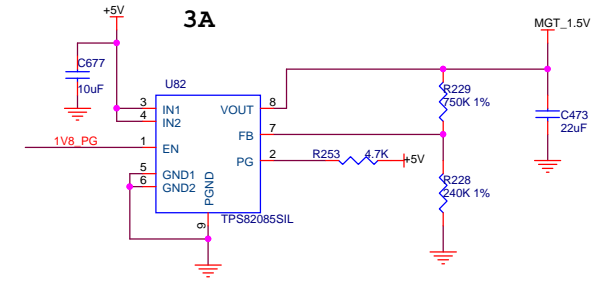 +5V
3A
MGT_1.5V
C677
10uF
U82
R229
750K 1%
C473
22uF
3 IN1 VOUT 8
4 IN2
FB 7
1V8_PG 1 EN
PG 2 R253 4.7K +5V
5 GND1
6 GND2
PGND
R228
240K 1%
9
TPS82085SIL